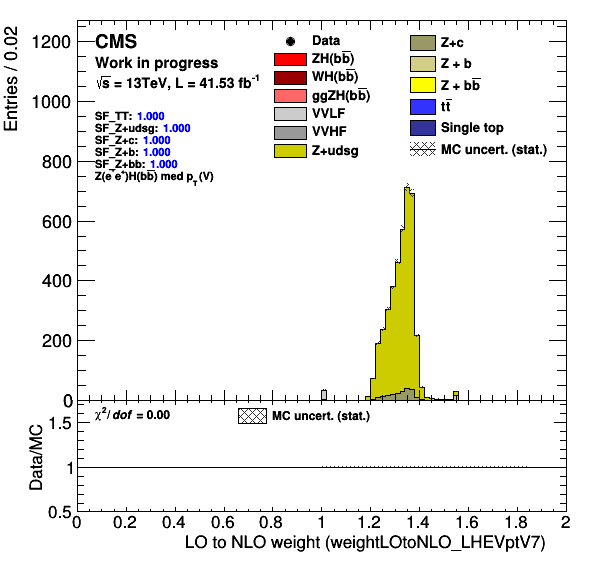 CMS
Work in progress
√s = 13TeV, L = 41.53 fb⁻¹
SF_TT: 1.000
SF_Z+udsg: 1.000
SF_Z+c: 1.000
SF_Z+b: 1.000
SF_Z+bb: 1.000
Z(e⁻e⁺)H(bb̅) med p_T(V)
Data
ZH(bb̅)
WH(bb̅)
ggZH(bb̅)
VVLF
VVHF
Z+udsg
Z+c
Z + b
Z + bb̅
tt̅
Single top
MC uncert. (stat.)
Entries / 0.02
1200
1000
800
600
400
200
0
χ²/dof = 0.00
MC uncert. (stat.)
Data/MC
1.5
1
0.5
0 0.2 0.4 0.6 0.8 1 1.2 1.4 1.6 1.8 2
LO to NLO weight (weightLOtoNLO_LHEVptV7)